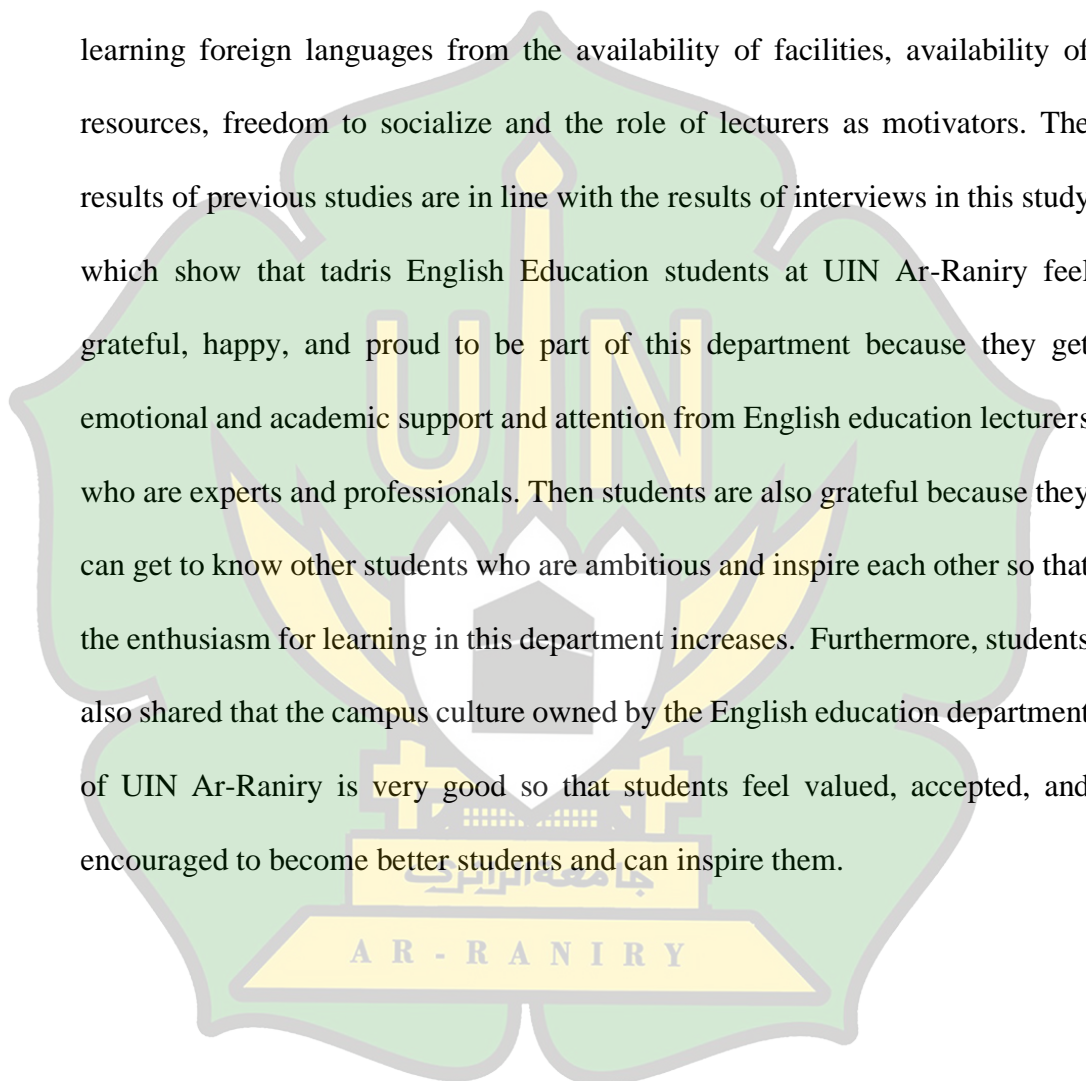 learning foreign languages from the availability of facilities, availability of
resources, freedom to socialize and the role of lecturers as motivators. The
results of previous studies are in line with the results of interviews in this study
which show that tadris English Education students at UIN Ar-Raniry feel
grateful, happy, and proud to be part of this department because they get
UIN
emotional and academic support and attention from English education lecturers
who are experts and professionals. Then students are also grateful because they
can get to know other students who are ambitious and inspire each other so that
the enthusiasm for learning in this department increases.  Furthermore, students
also shared that the campus culture owned by the English education department
of UIN Ar-Raniry is very good so that students feel valued, accepted, and
encouraged to become better students and can inspire them.
جامعة الرانري
AR-RANIRY